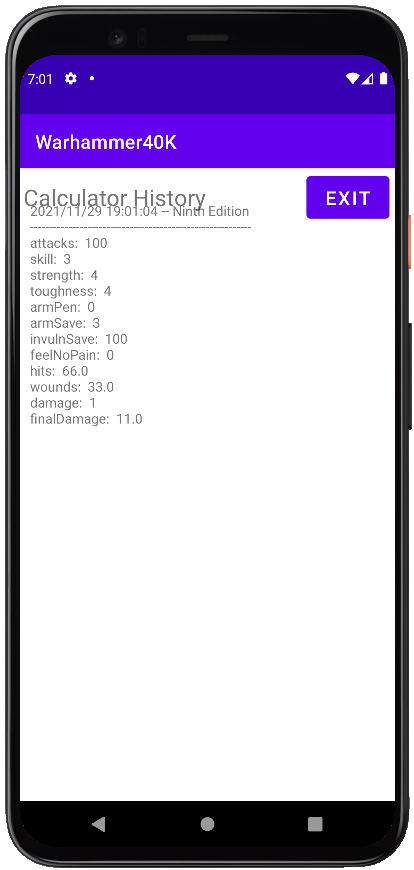 7:01
Warhammer40K
Calculator History
EXIT
2021/11/29 19:01:04 -- Ninth Edition
--------------------------------------------------------
attacks: 100
skill: 3
strength: 4
toughness: 4
armPen: 0
armSave: 3
invulnSave: 100
feelNoPain: 0
hits: 66.0
wounds: 33.0
damage: 1
finalDamage: 11.0